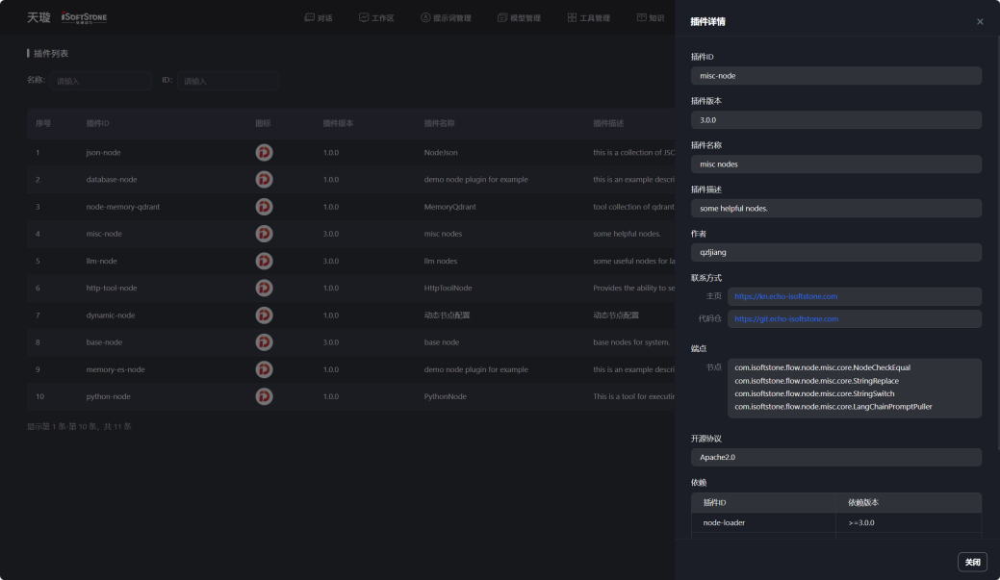 天璇 iSoftStone
对话 工作区 提示词管理 模型管理 工具管理 知识
插件列表
名称: 请输入 ID: 请输入
序号 插件ID 图标 插件版本 插件名称 插件描述
1 json-node 1.0.0 NodeJson this is a collection of JSC
2 database-node 1.0.0 demo node plugin for example this is an example descri
3 node-memory-qdrant 1.0.0 MemoryQdrant tool collection of qdrant
4 misc-node 3.0.0 misc nodes some helpful nodes.
5 llm-node 3.0.0 llm nodes some useful nodes for la
6 http-tool-node 1.0.0 HttpToolNode Provides the ability to se
7 dynamic-node 1.0.0 动态节点配置 动态节点配置
8 base-node 3.0.0 base node base nodes for system.
9 memory-es-node 1.0.0 demo node plugin for example this is an example descri
10 python-node 1.0.0 PythonNode This is a tool for executin
显示第 1 条-第 10 条，共 11 条
插件详情
插件ID
misc-node
插件版本
3.0.0
插件名称
misc nodes
插件描述
some helpful nodes.
作者
qzljiang
联系方式
主页 https://kn.echo-isoftstone.com
代码仓 https://git.echo-isoftstone.com
端点
节点 com.isoftstone.flow.node.misc.core.NodeCheckEqual
com.isoftstone.flow.node.misc.core.StringReplace
com.isoftstone.flow.node.misc.core.StringSwitch
com.isoftstone.flow.node.misc.core.LangChainPromptPuller
开源协议
Apache2.0
依赖
插件ID 依赖版本
node-loader >=3.0.0
关闭